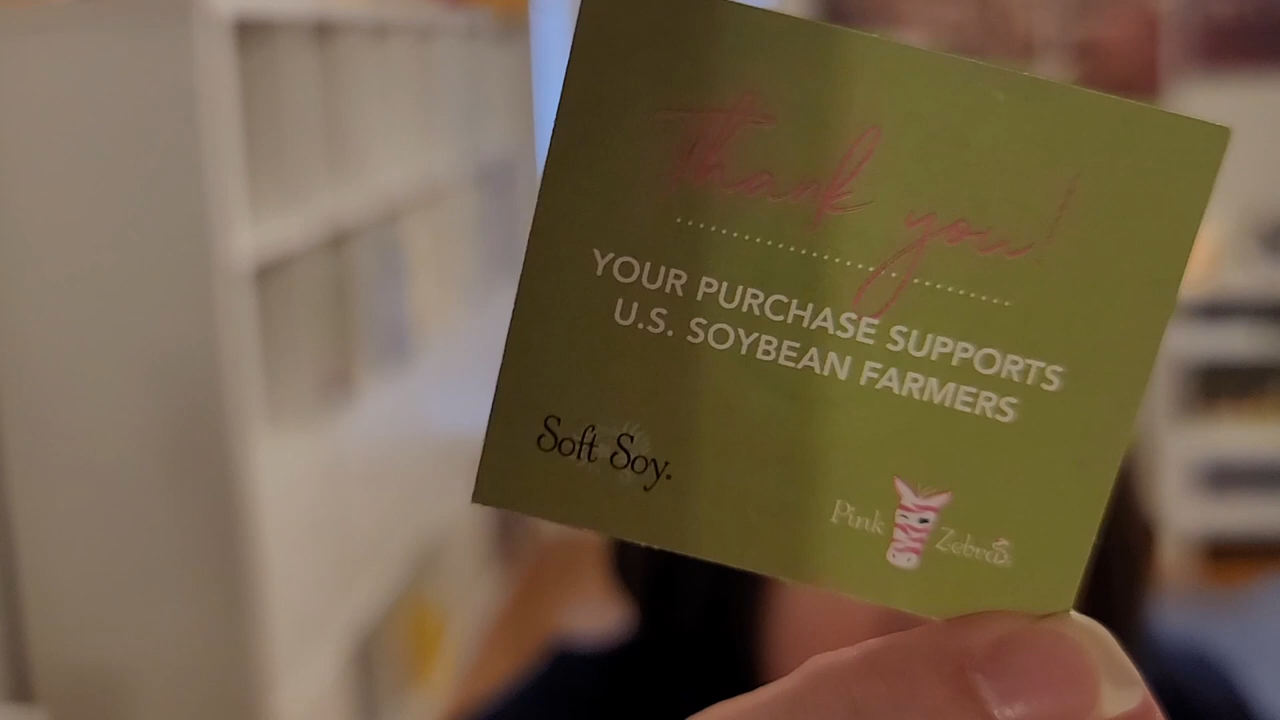 thank you!
YOUR PURCHASE SUPPORTS
U.S. SOYBEAN FARMERS
Soft Soy.
Pink Zebra